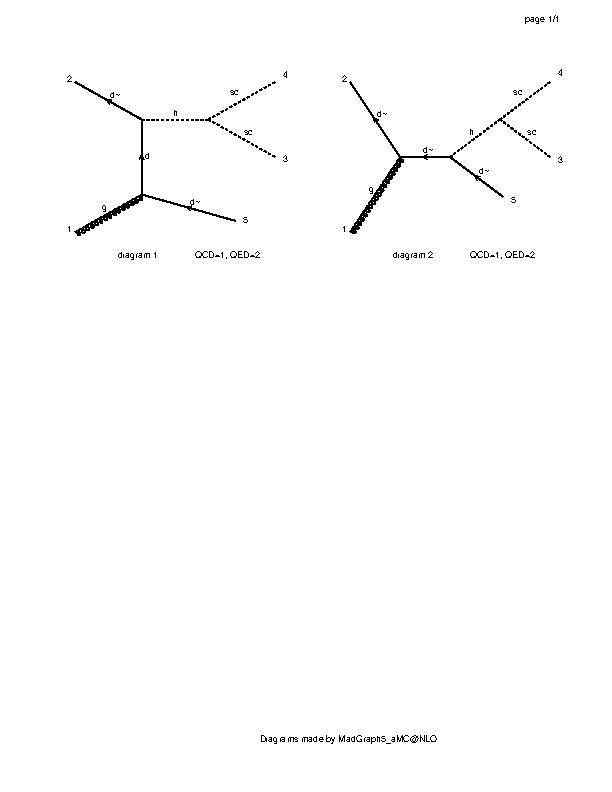 page 1/1
2
d~
h
sc
4
sc
3
d
g
1
d~
5
diagram 1 QCD=1, QED=2
2
d~
g
1
d~
h
sc
4
sc
3
d~
5
diagram 2 QCD=1, QED=2
Diagrams made by MadGraph5_aMC@NLO